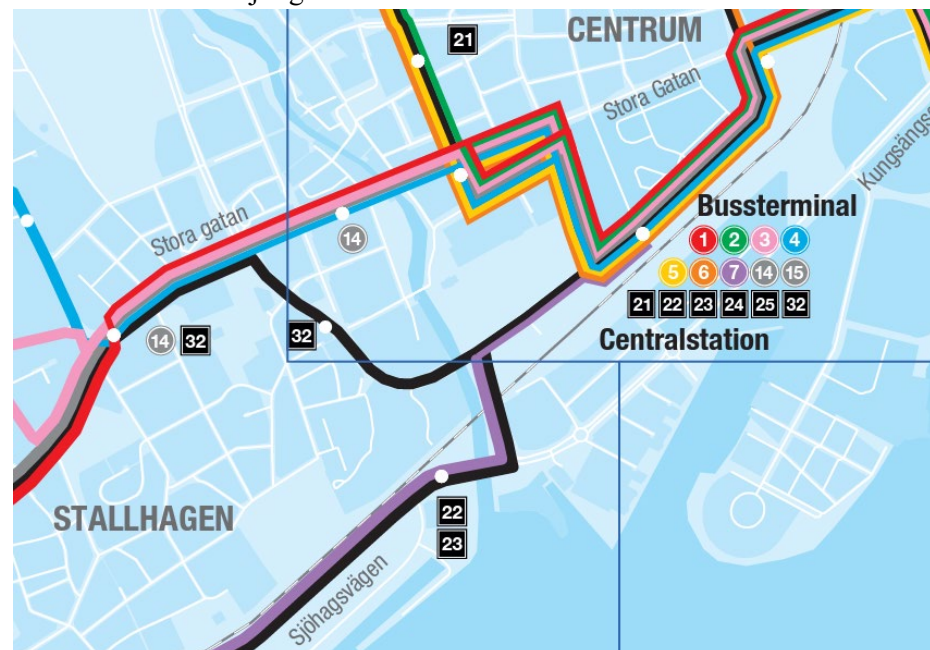 21
CENTRUM
Stora Gatan
Stora gatan
14
Bussterminal
1 2 3 4
5 6 7 14 15
21 22 23 24 25 32
Centralstation
14 32
32
STALLHAGEN
22
23
Sjöhagsvägen